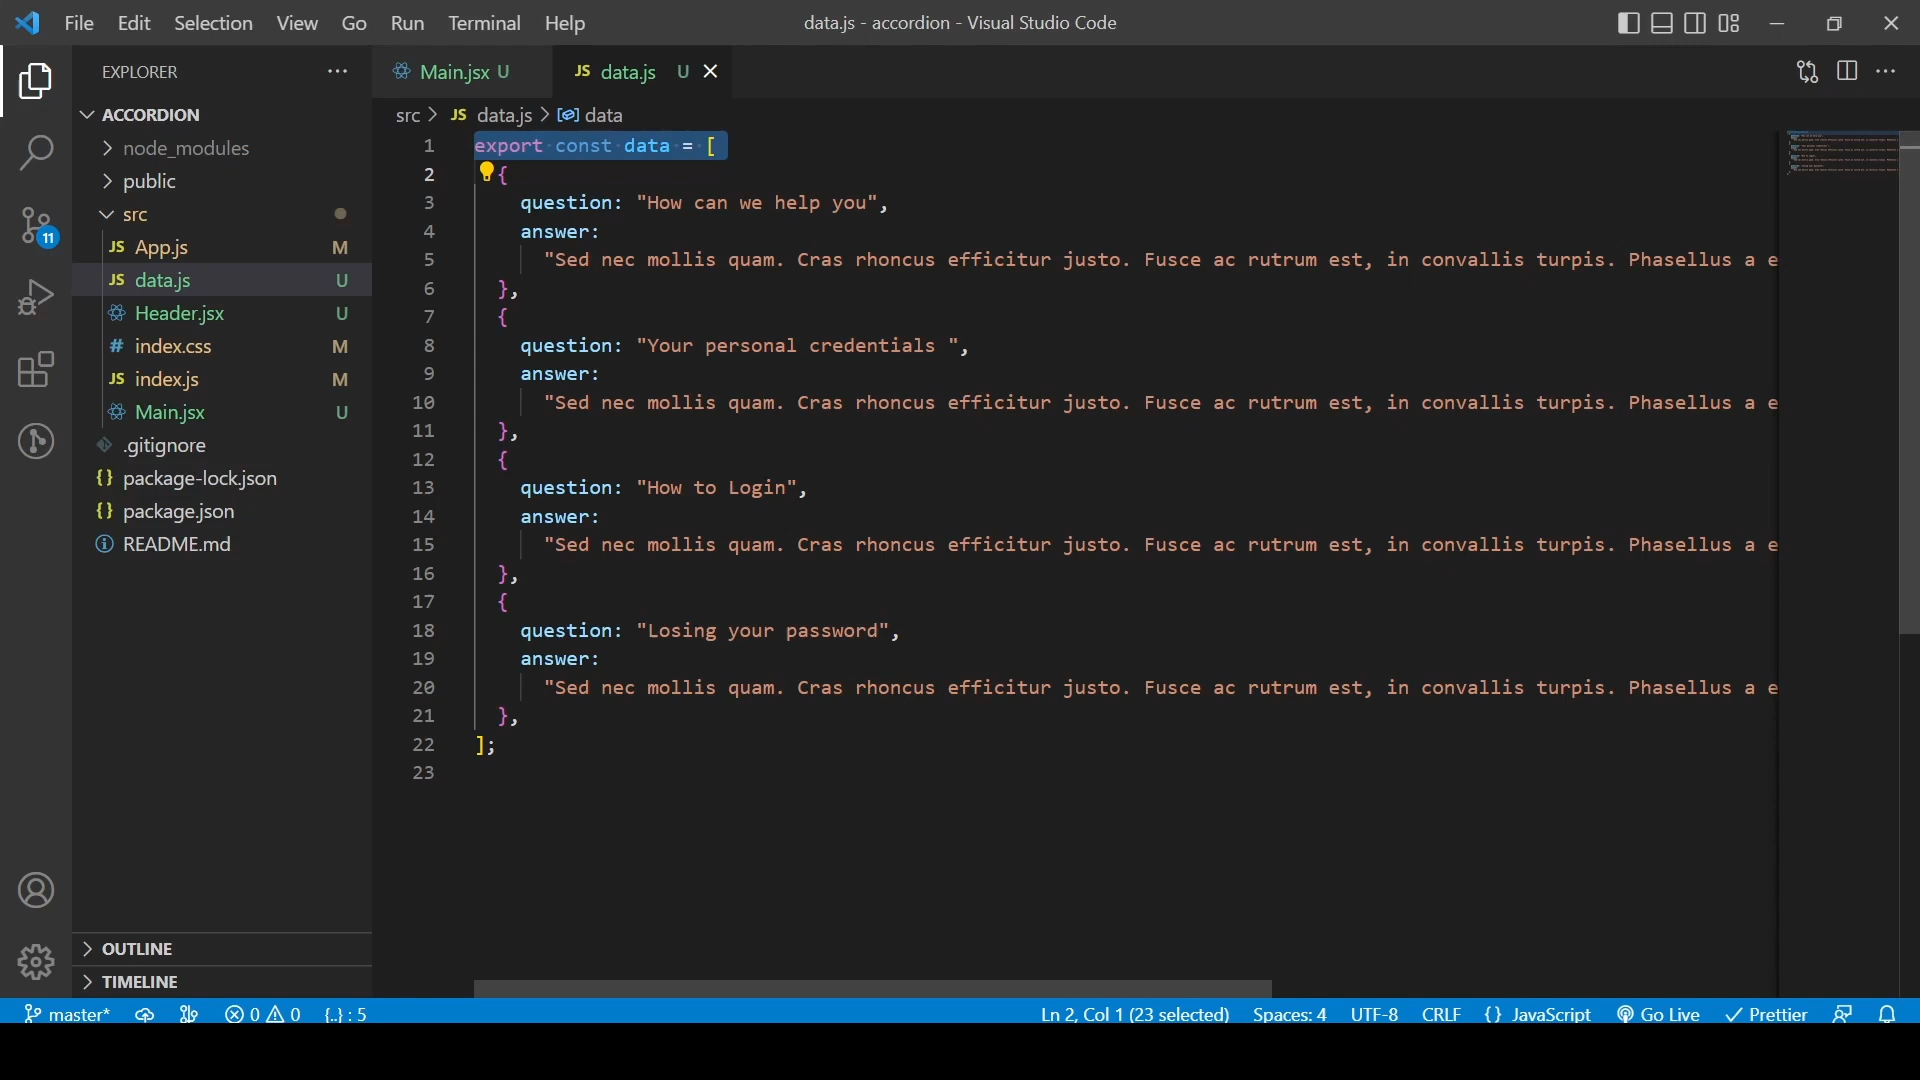 File Edit Selection View Go Run Terminal Help data.js - accordion - Visual Studio Code
EXPLORER
Main.jsx U
JS data.js U
ACCORDION
src > JS data.js > data
node_modules
public
src
JS App.js M
JS data.js U
Header.jsx U
# index.css M
JS index.js M
Main.jsx U
.gitignore
{} package-lock.json
{} package.json
README.md
11
1 export const data = [
2 {
3 question: "How can we help you",
4 answer:
5 "Sed nec mollis quam. Cras rhoncus efficitur justo. Fusce ac rutrum est, in convallis turpis. Phasellus a e
6 },
7 {
8 question: "Your personal credentials ",
9 answer:
10 "Sed nec mollis quam. Cras rhoncus efficitur justo. Fusce ac rutrum est, in convallis turpis. Phasellus a e
11 },
12 {
13 question: "How to Login",
14 answer:
15 "Sed nec mollis quam. Cras rhoncus efficitur justo. Fusce ac rutrum est, in convallis turpis. Phasellus a e
16 },
17 {
18 question: "Losing your password",
19 answer:
20 "Sed nec mollis quam. Cras rhoncus efficitur justo. Fusce ac rutrum est, in convallis turpis. Phasellus a e
21 },
22 ];
23
OUTLINE
TIMELINE
master* 0 0 {..} : 5 Ln 2, Col 1 (23 selected) Spaces: 4 UTF-8 CRLF {} JavaScript Go Live Prettier